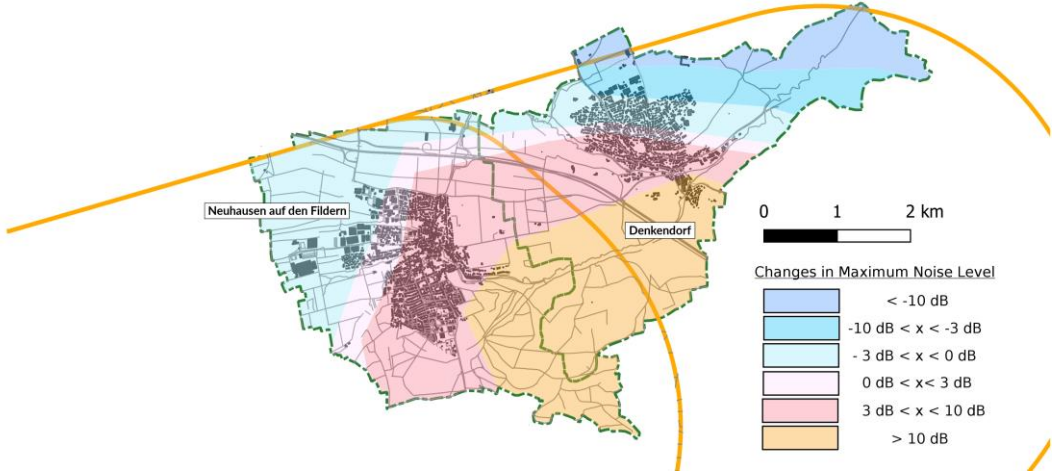 Neuhausen auf den Fildern
Denkendorf
0 1 2 km
Changes in Maximum Noise Level
< -10 dB
-10 dB < x < -3 dB
- 3 dB < x < 0 dB
0 dB < x< 3 dB
3 dB < x < 10 dB
> 10 dB